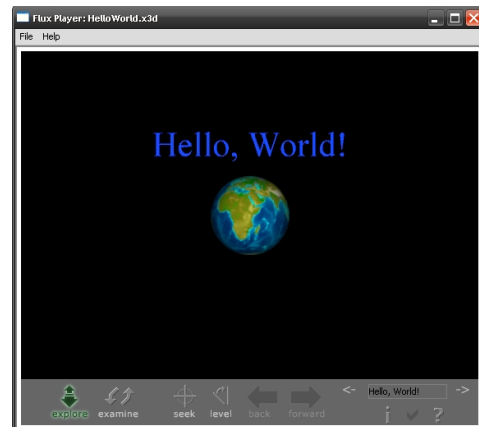 Flux Player: HelloWorld.x3d
File Help
Hello, World!
<- Hello, World! ->
explore examine seek level back forward i ?